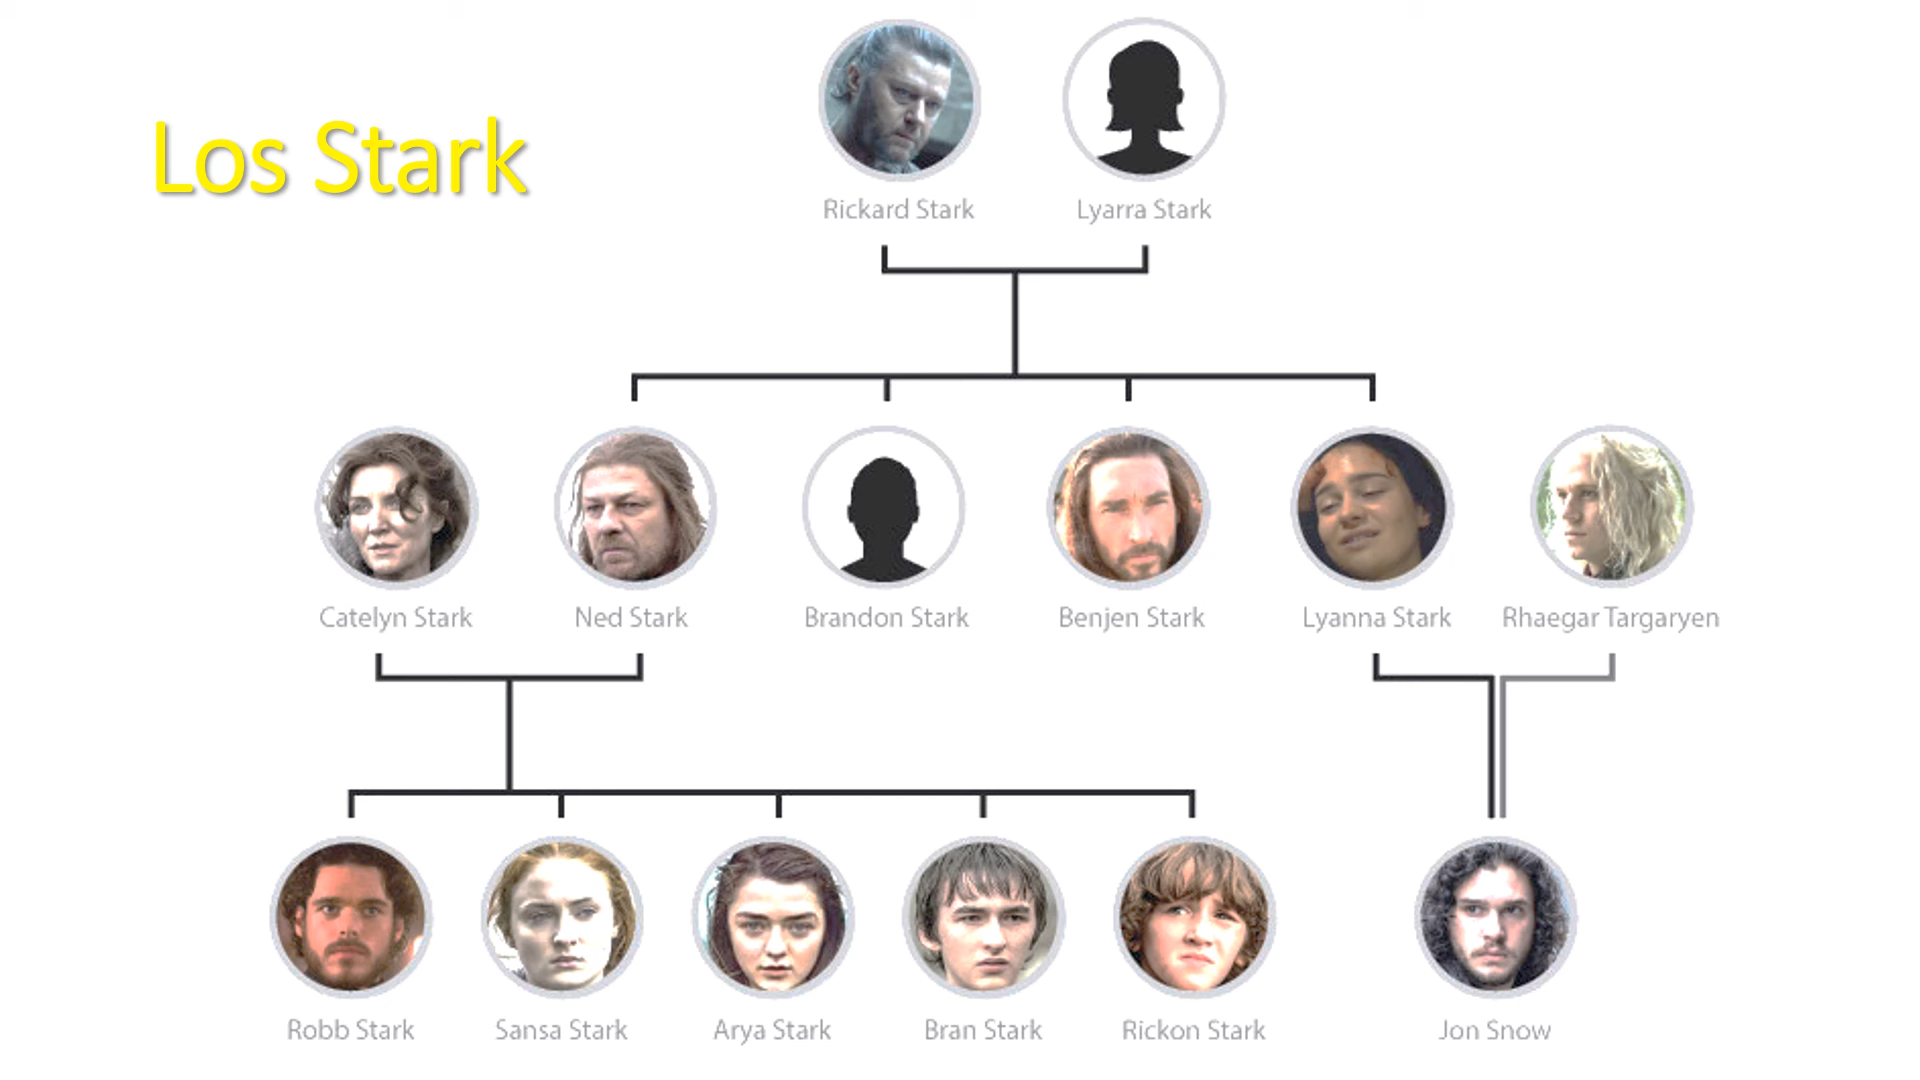 Los Stark
Rickard Stark
Lyarra Stark
Catelyn Stark
Ned Stark
Brandon Stark
Benjen Stark
Lyanna Stark
Rhaegar Targaryen
Robb Stark
Sansa Stark
Arya Stark
Bran Stark
Rickon Stark
Jon Snow